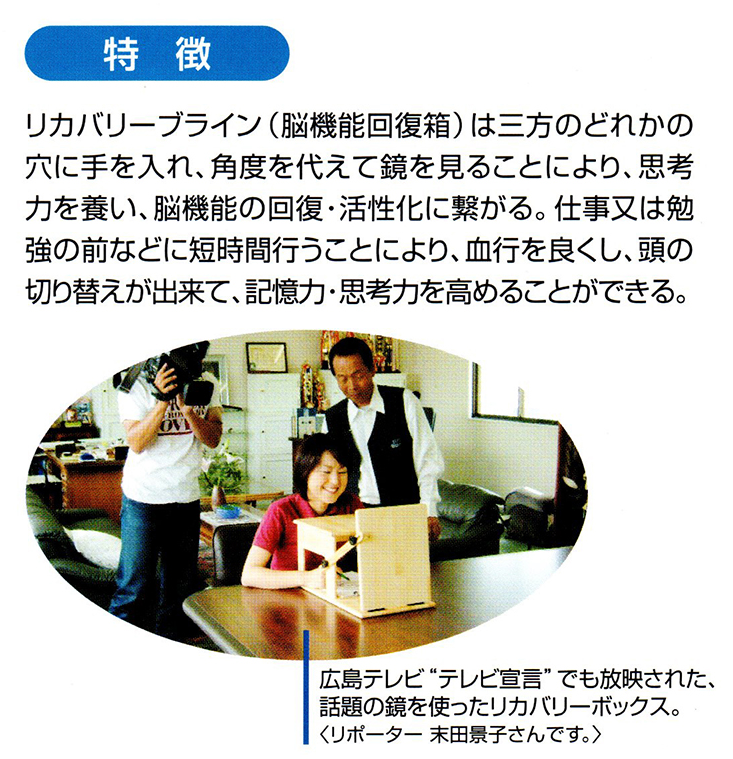 特 徴
リカバリーブライン（脳機能回復箱）は三方のどれかの
穴に手を入れ、角度を代えて鏡を見ることにより、思考
力を養い、脳機能の回復・活性化に繋がる。仕事又は勉
強の前などに短時間行うことにより、血行を良くし、頭の
切り替えが出来て、記憶力・思考力を高めることができる。
広島テレビ“テレビ宣言”でも放映された、
話題の鏡を使ったリカバリーボックス。
〈リポーター 末田景子さんです。〉